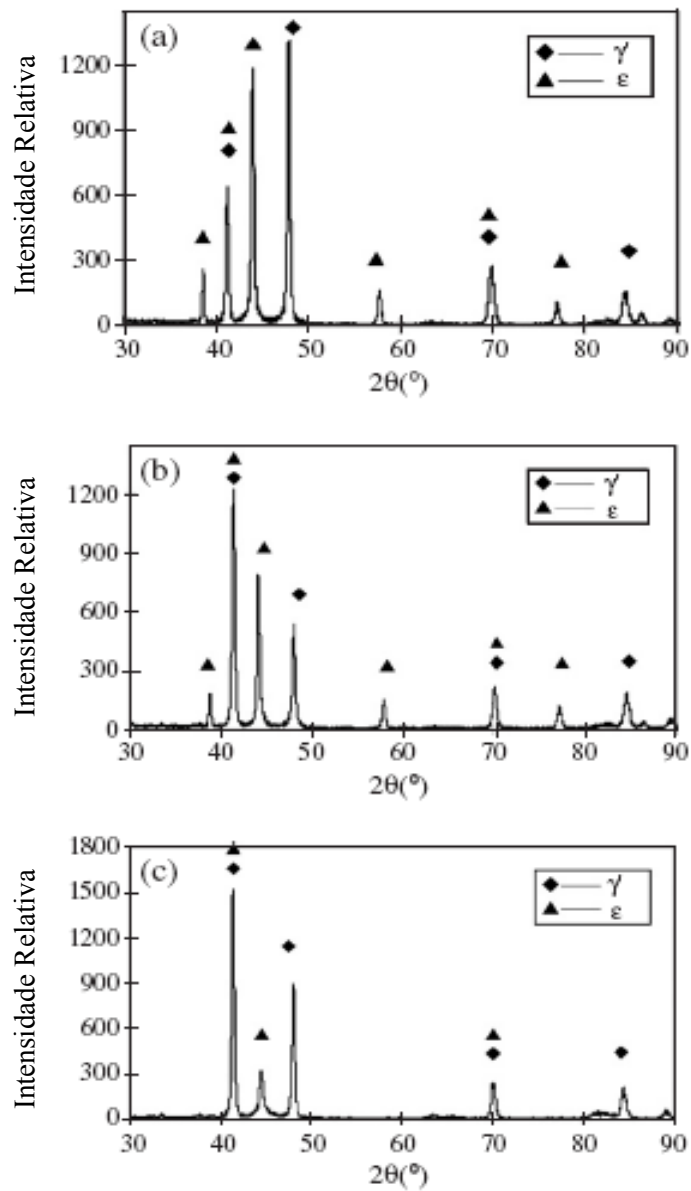 (a)
◆ — γ'
▲ — ε
Intensidade Relativa
1200
900
600
300
0
30 40 50 60 70 80 90
2θ(°)
(b)
◆ — γ'
▲ — ε
Intensidade Relativa
1200
900
600
300
0
30 40 50 60 70 80 90
2θ(°)
(c)
◆ — γ'
▲ — ε
Intensidade Relativa
1800
1500
1200
900
600
300
0
30 40 50 60 70 80 90
2θ(°)